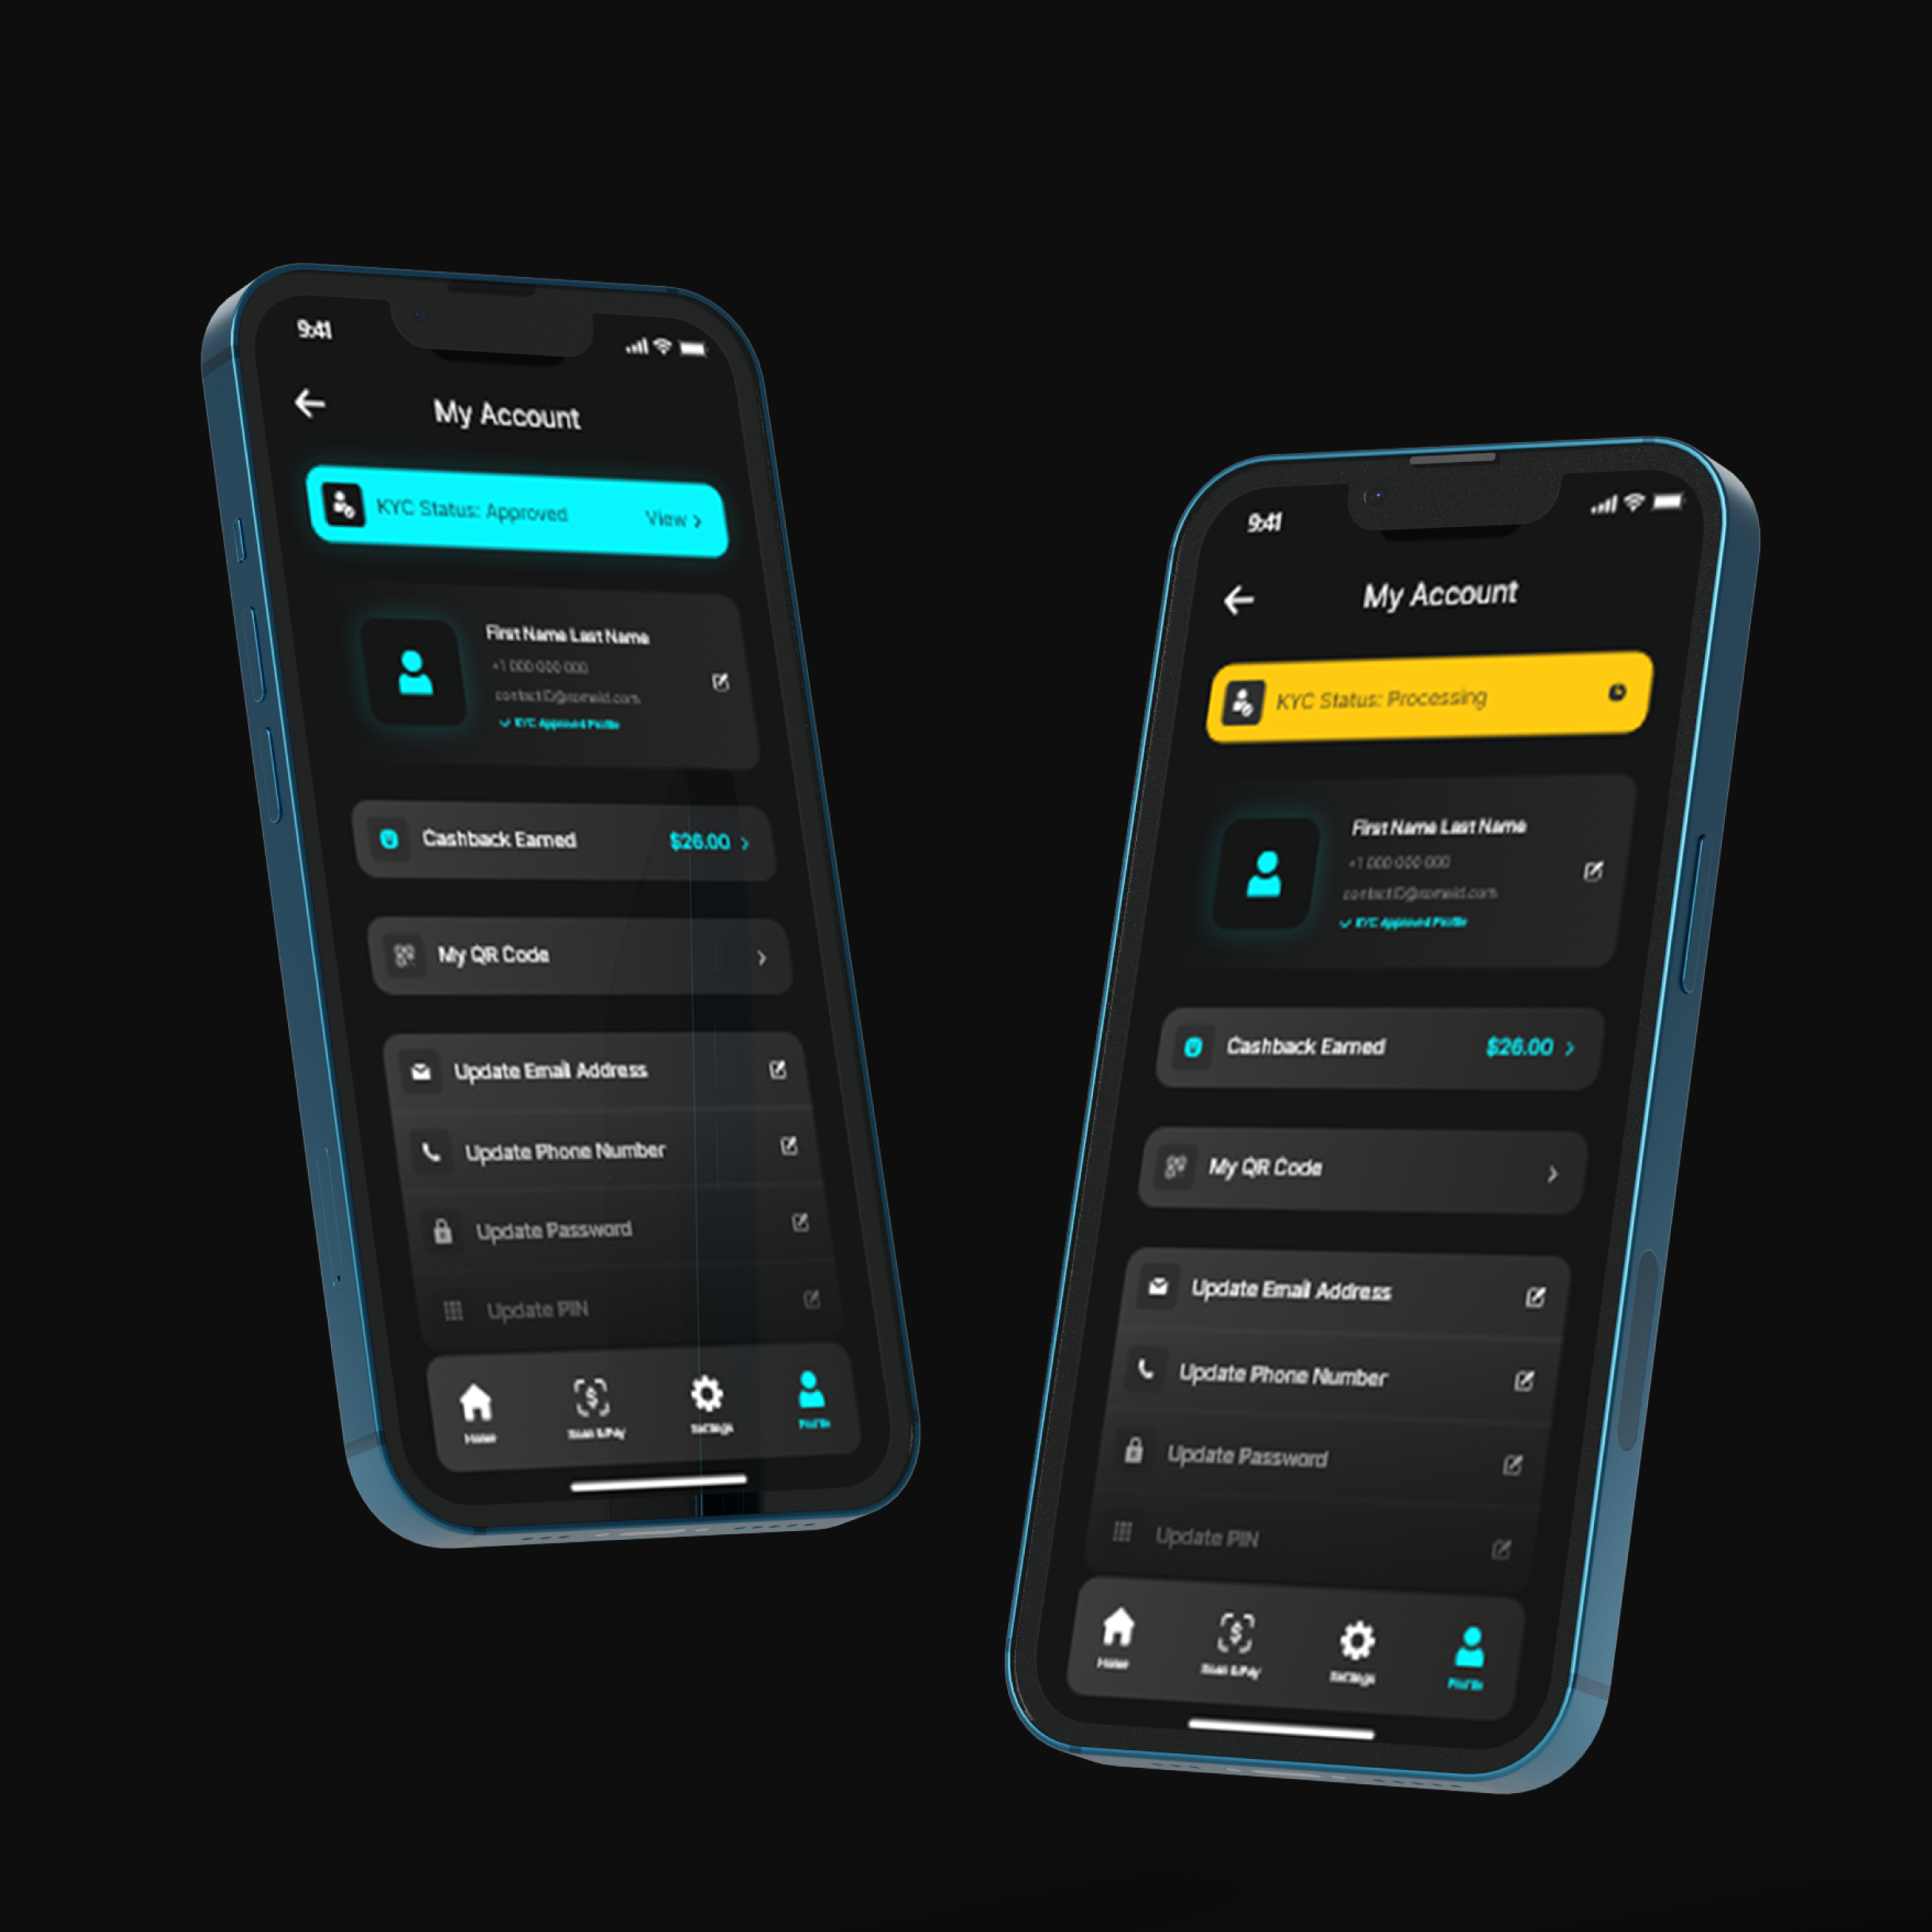 9:41
My Account
KYC Status: Approved View
First Name Last Name
+1 000 000 000
KYC Approved Profile
Cashback Earned $26.00
My QR Code
Update Email Address
Update Phone Number
Update Password
Update PIN
Home Scan & Pay Settings Profile
9:41
My Account
KYC Status: Processing
First Name Last Name
+1 000 000 000
KYC Approved Profile
Cashback Earned $26.00
My QR Code
Update Email Address
Update Phone Number
Update Password
Update PIN
Home Scan & Pay Settings Profile